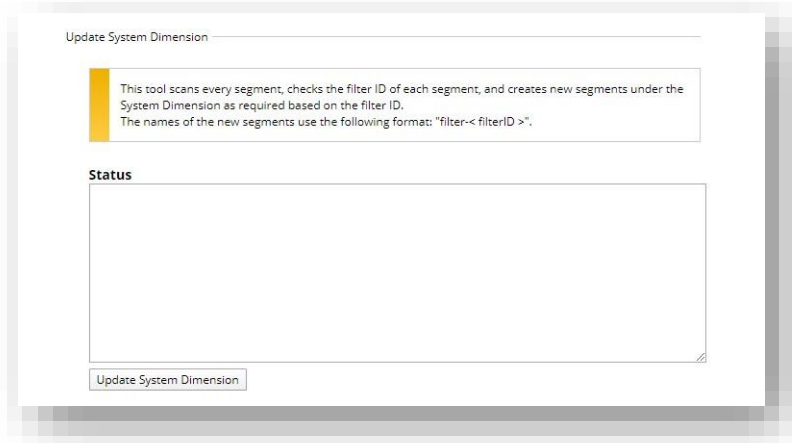 Update System Dimension
This tool scans every segment, checks the filter ID of each segment, and creates new segments under the
System Dimension as required based on the filter ID.
The names of the new segments use the following format: "filter-< filterID >".
Status
Update System Dimension